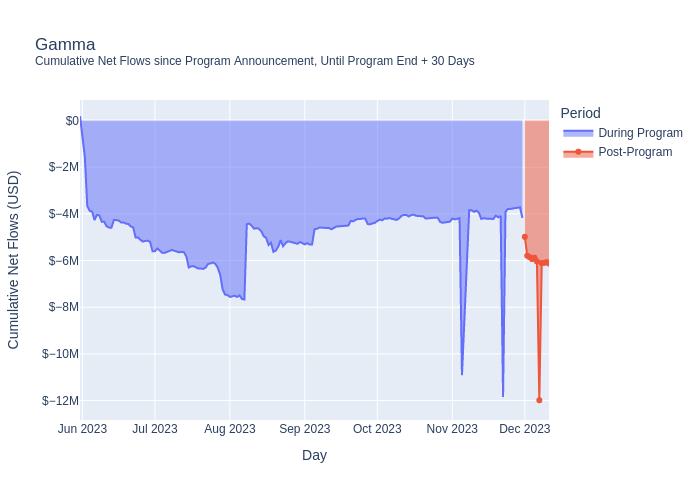 Gamma
Cumulative Net Flows since Program Announcement, Until Program End + 30 Days
Period
During Program
Post-Program
Cumulative Net Flows (USD)
$0
$−2M
$−4M
$−6M
$−8M
$−10M
$−12M
Jun 2023
Jul 2023
Aug 2023
Sep 2023
Oct 2023
Nov 2023
Dec 2023
Day